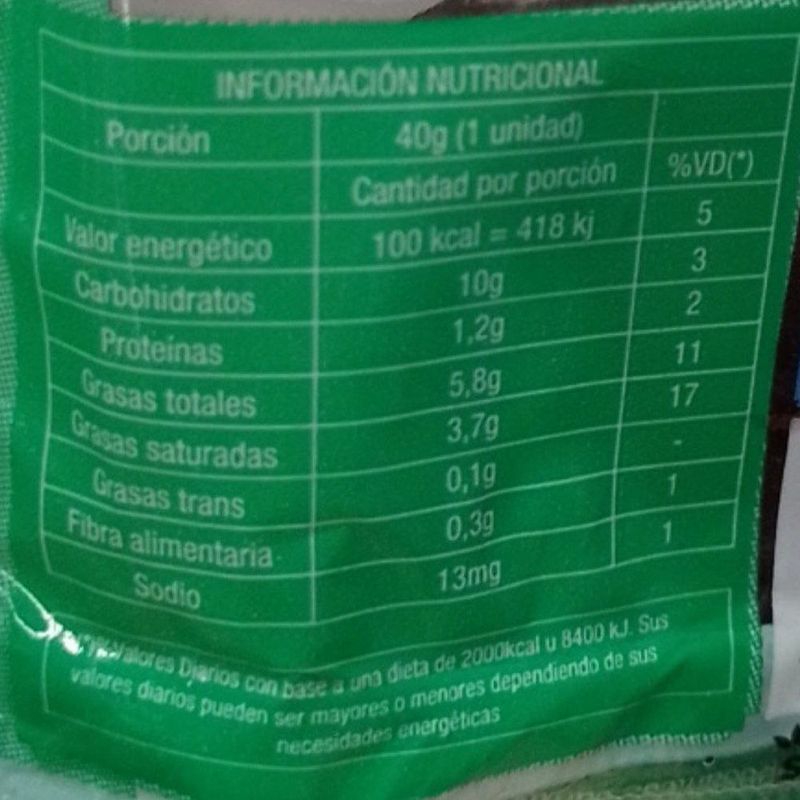 INFORMACIÓN NUTRICIONAL
Porción 40g (1 unidad)
Cantidad por porción %VD(*)
Valor energético 100 kcal = 418 kj 5
Carbohidratos 10g 3
Proteínas 1,2g 2
Grasas totales 5,8g 11
Grasas saturadas 3,7g 17
Grasas trans 0,1g -
Fibra alimentaria 0,3g 1
Sodio 13mg 1
(*)% Valores Diarios con base a una dieta de 2000kcal u 8400 kJ. Sus
valores diarios pueden ser mayores o menores dependiendo de sus
necesidades energéticas